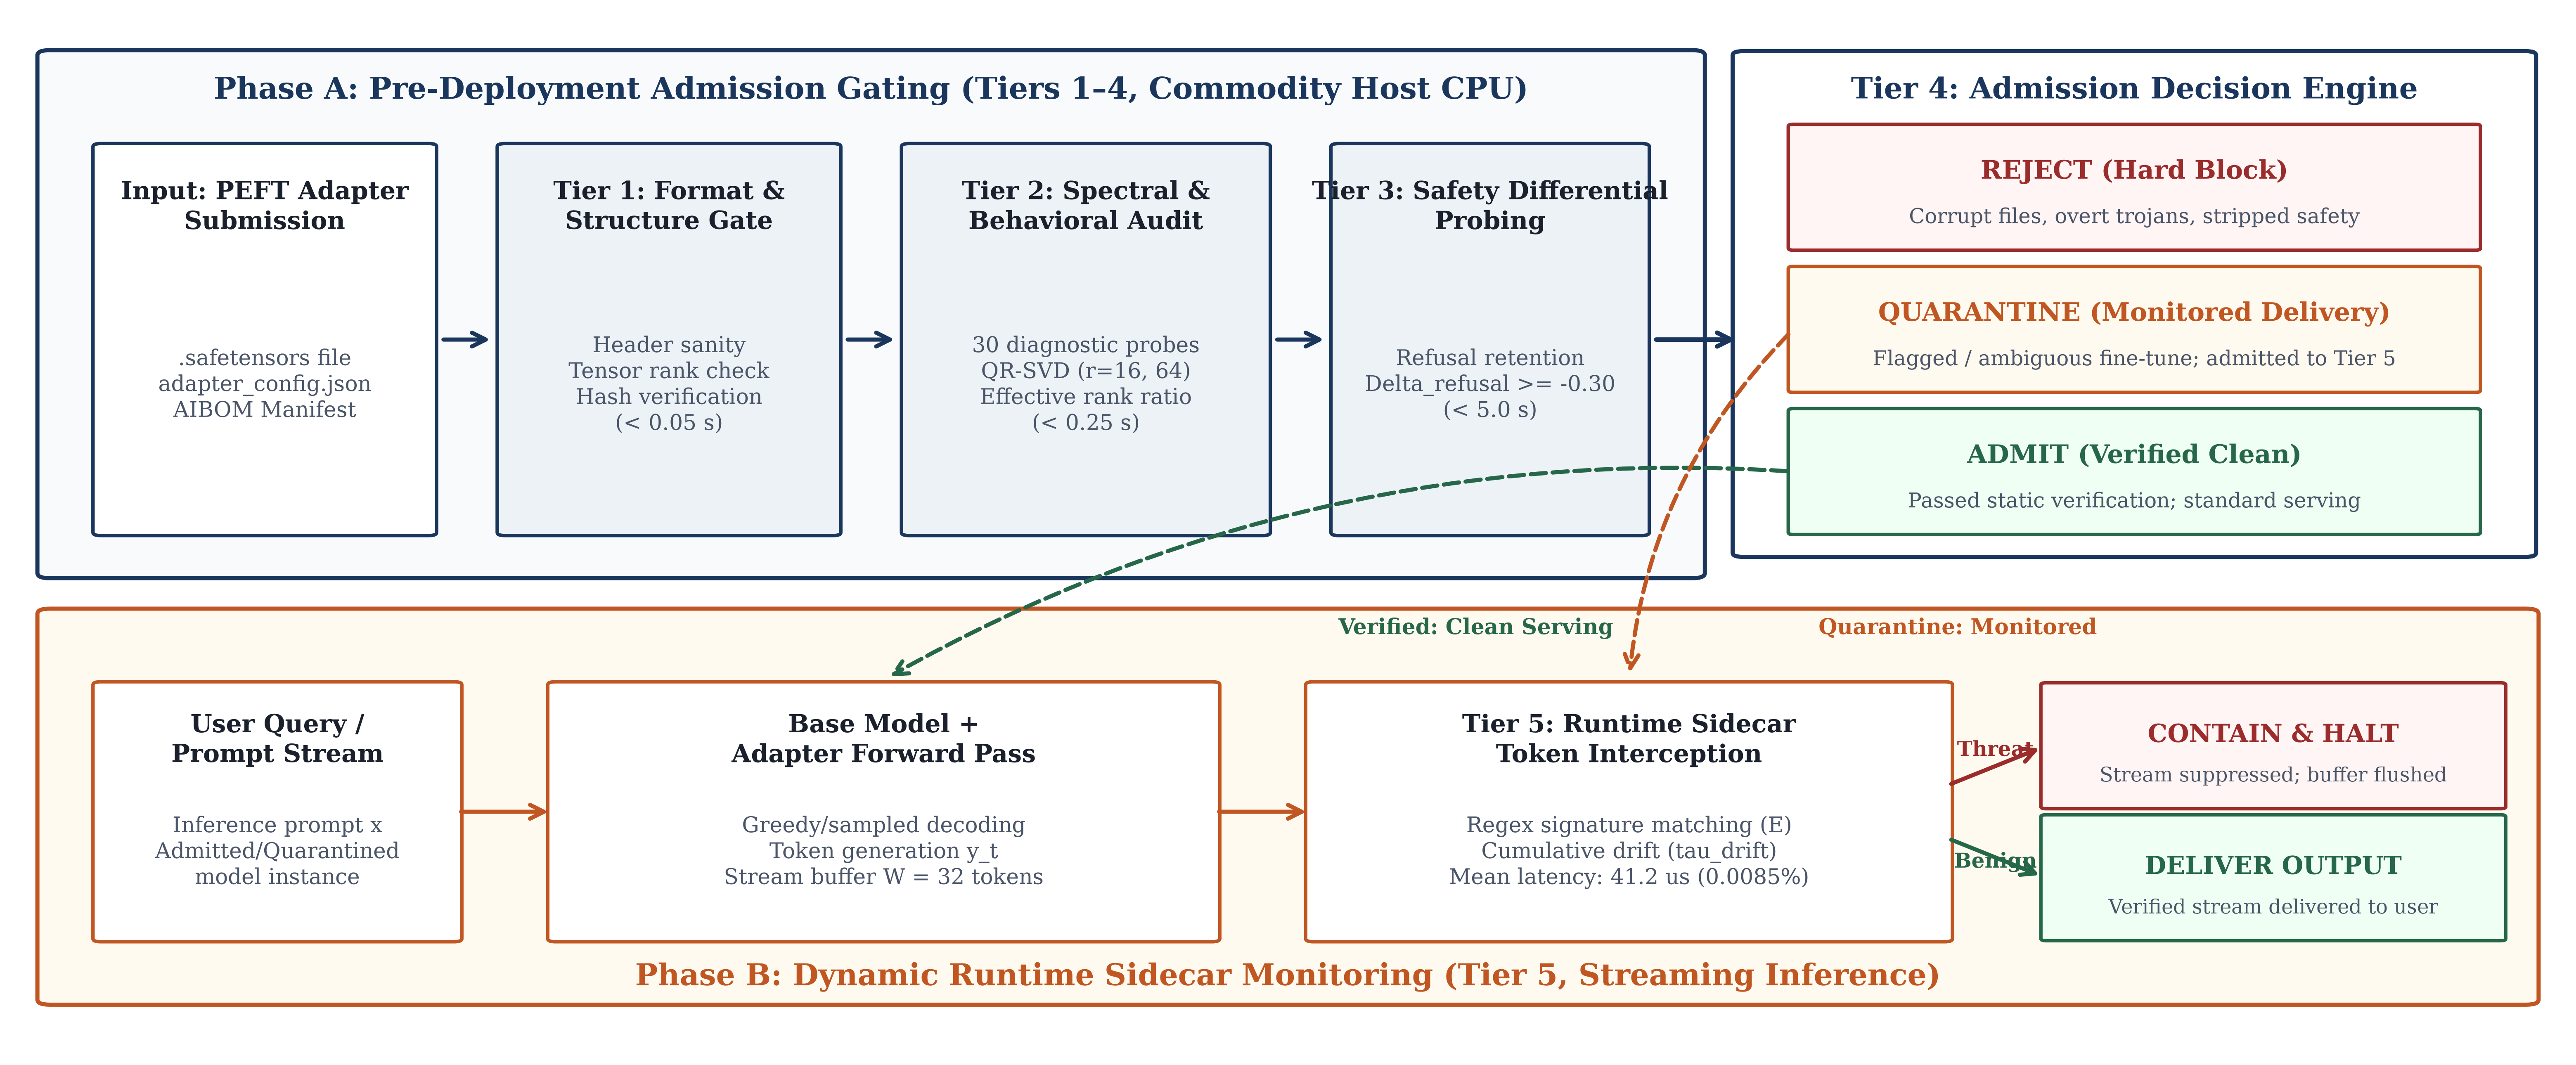 Phase A: Pre-Deployment Admission Gating (Tiers 1–4, Commodity Host CPU)
Input: PEFT Adapter
Submission
.safetensors file
adapter_config.json
AIBOM Manifest
Tier 1: Format &
Structure Gate
Header sanity
Tensor rank check
Hash verification
(< 0.05 s)
Tier 2: Spectral &
Behavioral Audit
30 diagnostic probes
QR-SVD (r=16, 64)
Effective rank ratio
(< 0.25 s)
Tier 3: Safety Differential
Probing
Refusal retention
Delta_refusal >= -0.30
(< 5.0 s)
Tier 4: Admission Decision Engine
REJECT (Hard Block)
Corrupt files, overt trojans, stripped safety
QUARANTINE (Monitored Delivery)
Flagged / ambiguous fine-tune; admitted to Tier 5
ADMIT (Verified Clean)
Passed static verification; standard serving
Verified: Clean Serving
Quarantine: Monitored
User Query /
Prompt Stream
Inference prompt x
Admitted/Quarantined
model instance
Base Model +
Adapter Forward Pass
Greedy/sampled decoding
Token generation y_t
Stream buffer W = 32 tokens
Tier 5: Runtime Sidecar
Token Interception
Regex signature matching (E)
Cumulative drift (tau_drift)
Mean latency: 41.2 us (0.0085%)
Threat
Benign
CONTAIN & HALT
Stream suppressed; buffer flushed
DELIVER OUTPUT
Verified stream delivered to user
Phase B: Dynamic Runtime Sidecar Monitoring (Tier 5, Streaming Inference)